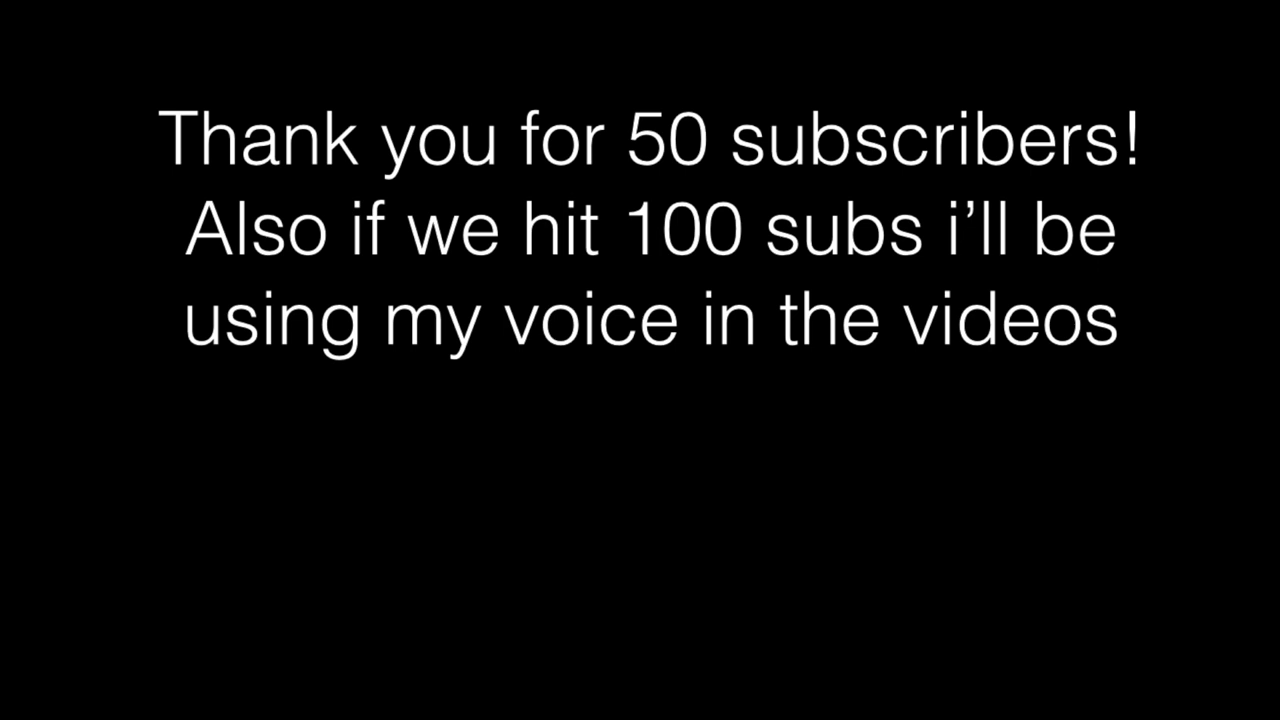 Thank you for 50 subscribers!
Also if we hit 100 subs i’ll be
using my voice in the videos